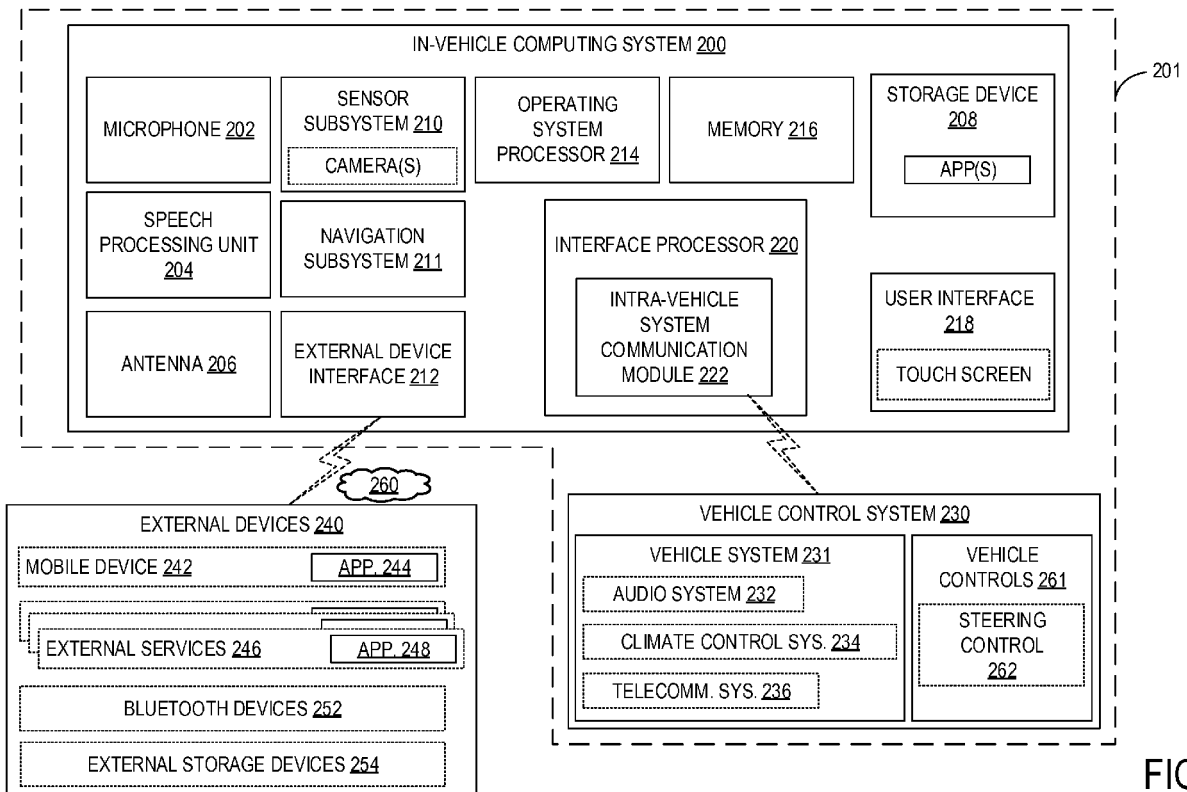 IN-VEHICLE COMPUTING SYSTEM 200
201
MICROPHONE 202
SENSOR
SUBSYSTEM 210
CAMERA(S)
OPERATING
SYSTEM
PROCESSOR 214
MEMORY 216
STORAGE DEVICE
208
APP(S)
SPEECH
PROCESSING UNIT
204
NAVIGATION
SUBSYSTEM 211
INTERFACE PROCESSOR 220
INTRA-VEHICLE
SYSTEM
COMMUNICATION
MODULE 222
USER INTERFACE
218
TOUCH SCREEN
ANTENNA 206
EXTERNAL DEVICE
INTERFACE 212
260
EXTERNAL DEVICES 240
MOBILE DEVICE 242
APP. 244
EXTERNAL SERVICES 246
APP. 248
BLUETOOTH DEVICES 252
EXTERNAL STORAGE DEVICES 254
VEHICLE CONTROL SYSTEM 230
VEHICLE SYSTEM 231
AUDIO SYSTEM 232
CLIMATE CONTROL SYS. 234
TELECOMM. SYS. 236
VEHICLE
CONTROLS 261
STEERING
CONTROL
262
FIG